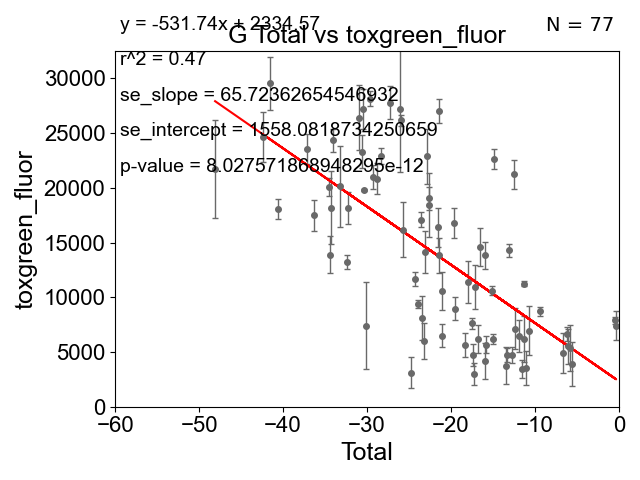 y = -531.74x + 2334.57
G Total vs toxgreen_fluor
N = 77
r^2 = 0.47
se_slope = 65.72362654546932
se_intercept = 1558.0818734250659
p-value = 8.027571868948295e-12
toxgreen_fluor
30000
25000
20000
15000
10000
5000
0
−60
−50
−40
−30
−20
−10
0
Total